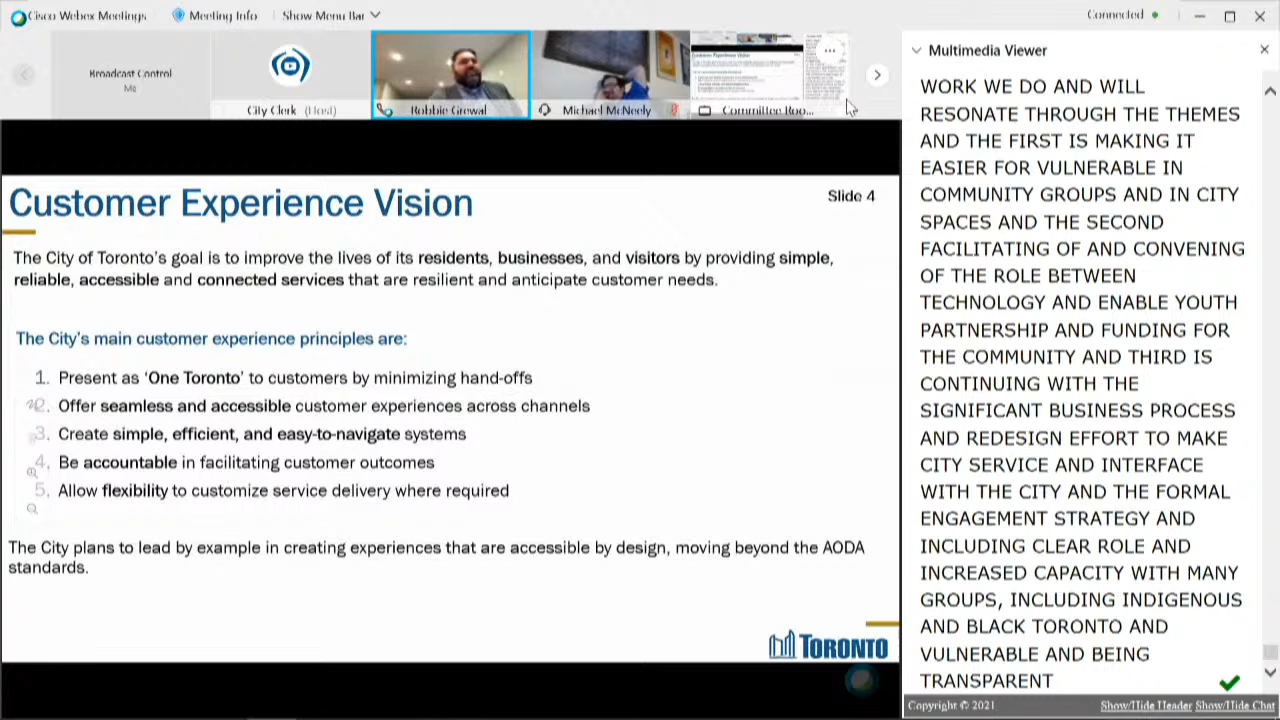 Cisco Webex Meetings
Meeting Info
Show Menu Bar
Connected
Broadcast Control
City Clerk (Host)
Robbie Grewal
Michael McNeely
Committee Roo...
Customer Experience Vision
Slide 4
The City of Toronto's goal is to improve the lives of its residents, businesses, and visitors by providing simple,
reliable, accessible and connected services that are resilient and anticipate customer needs.
The City's main customer experience principles are:
1. Present as 'One Toronto' to customers by minimizing hand-offs
2. Offer seamless and accessible customer experiences across channels
3. Create simple, efficient, and easy-to-navigate systems
4. Be accountable in facilitating customer outcomes
5. Allow flexibility to customize service delivery where required
The City plans to lead by example in creating experiences that are accessible by design, moving beyond the AODA
standards.
TORONTO
Multimedia Viewer
WORK WE DO AND WILL
RESONATE THROUGH THE THEMES
AND THE FIRST IS MAKING IT
EASIER FOR VULNERABLE IN
COMMUNITY GROUPS AND IN CITY
SPACES AND THE SECOND
FACILITATING OF AND CONVENING
OF THE ROLE BETWEEN
TECHNOLOGY AND ENABLE YOUTH
PARTNERSHIP AND FUNDING FOR
THE COMMUNITY AND THIRD IS
CONTINUING WITH THE
SIGNIFICANT BUSINESS PROCESS
AND REDESIGN EFFORT TO MAKE
CITY SERVICE AND INTERFACE
WITH THE CITY AND THE FORMAL
ENGAGEMENT STRATEGY AND
INCLUDING CLEAR ROLE AND
INCREASED CAPACITY WITH MANY
GROUPS, INCLUDING INDIGENOUS
AND BLACK TORONTO AND
VULNERABLE AND BEING
TRANSPARENT
Copyright © 2021
Show/Hide Header Show/Hide Chat